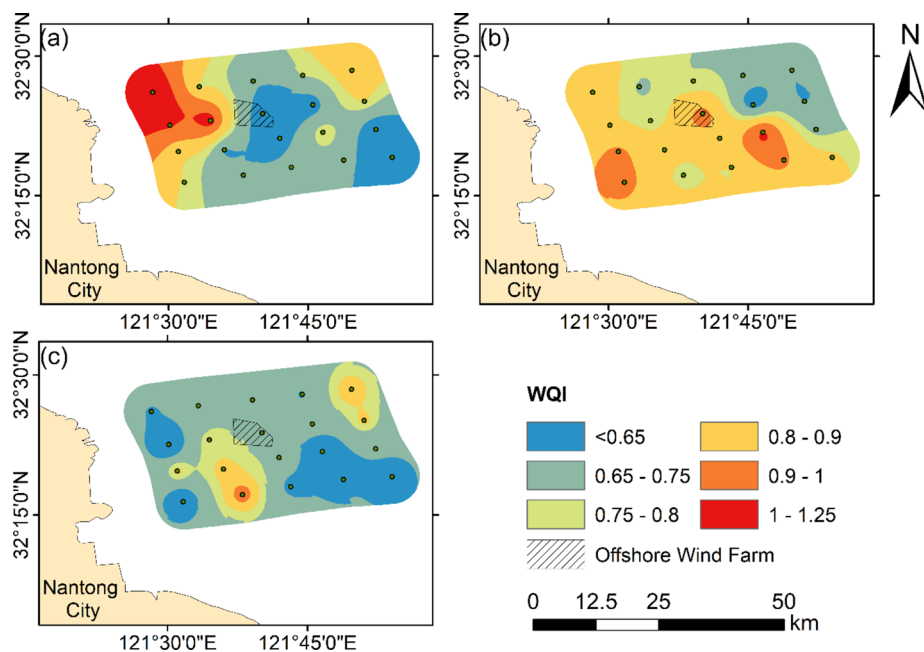 (a)
32°30'0"N
32°15'0"N
Nantong
City
121°30'0"E
121°45'0"E
(b)
32°30'0"N
32°15'0"N
Nantong
City
121°30'0"E
121°45'0"E
N
(c)
32°30'0"N
32°15'0"N
Nantong
City
121°30'0"E
121°45'0"E
WQI
<0.65
0.8 - 0.9
0.65 - 0.75
0.9 - 1
0.75 - 0.8
1 - 1.25
Offshore Wind Farm
0 12.5 25 50
km